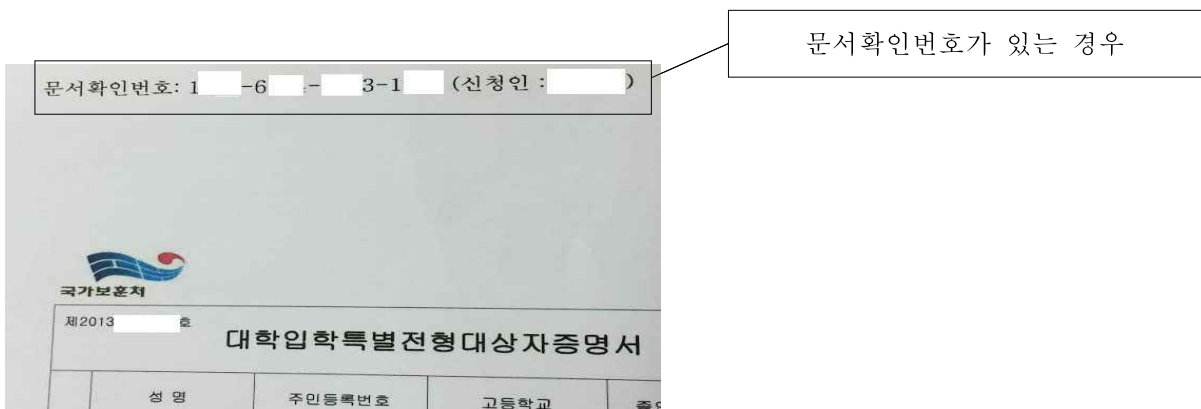 문서확인번호가 있는 경우
문서확인번호: 1 -6 - 3-1 (신청인 : )
국가보훈처
제2013 호
대학입학특별전형대상자증명서
성 명 주민등록번호 고등학교